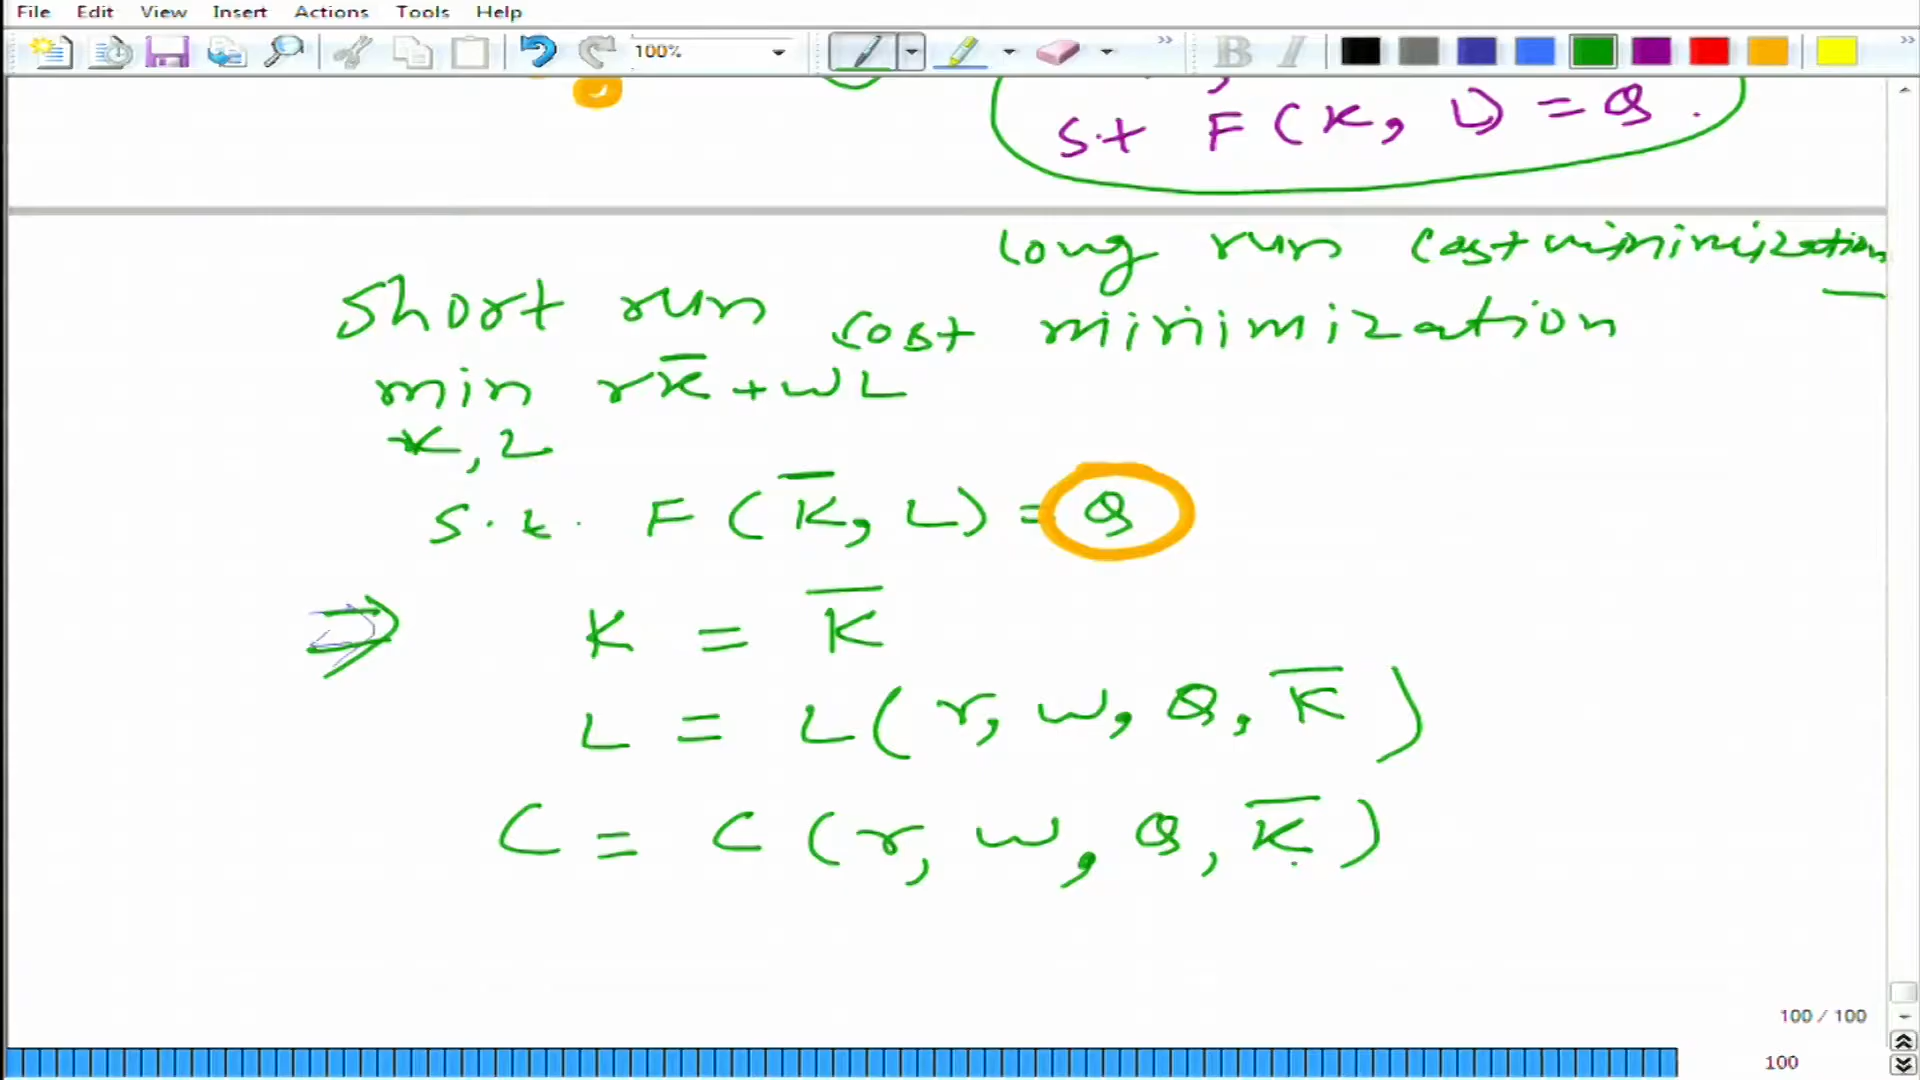 File Edit View Insert Actions Tools Help
100%
B I
s.t F (K, L) = Q .
long run cost minimization
Short run cost minimization
min rK̅ + wL
K, L
s.t. F (K̅, L) = Q
⇒ K = K̅
L = L(r, w, Q, K̅)
C = C (r, w, Q, K̅)
100 / 100
100